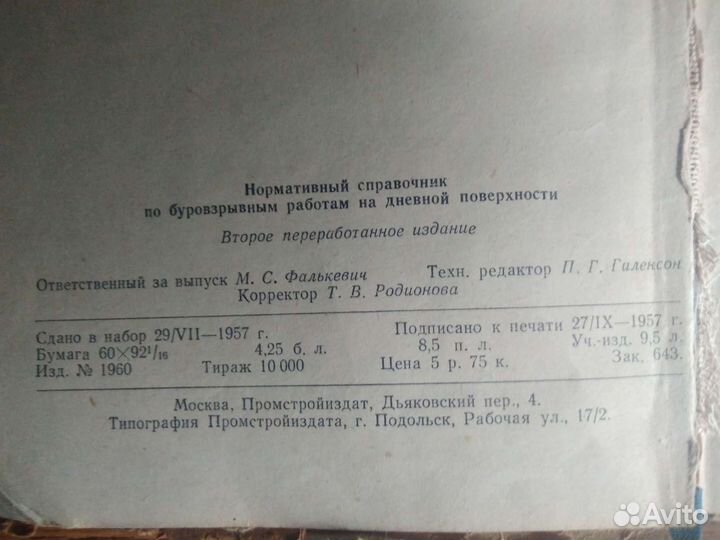 Нормативный справочник
по буровзрывным работам на дневной поверхности
Второе переработанное издание
Ответственный за выпуск М. С. Фалькевич Техн. редактор П. Г. Гиленсон
Корректор Т. В. Родионова
Сдано в набор 29/VII—1957 г. Подписано к печати 27/IX—1957 г.
Бумага 60×92¹/₁₆ 4,25 б. л. 8,5 п. л. Уч.-изд. 9,5 л.
Изд. № 1960 Тираж 10 000 Цена 5 р. 75 к. Зак. 643.
Москва, Промстройиздат, Дьяковский пер., 4.
Типография Промстройиздата, г. Подольск, Рабочая ул., 17/2.
Avito